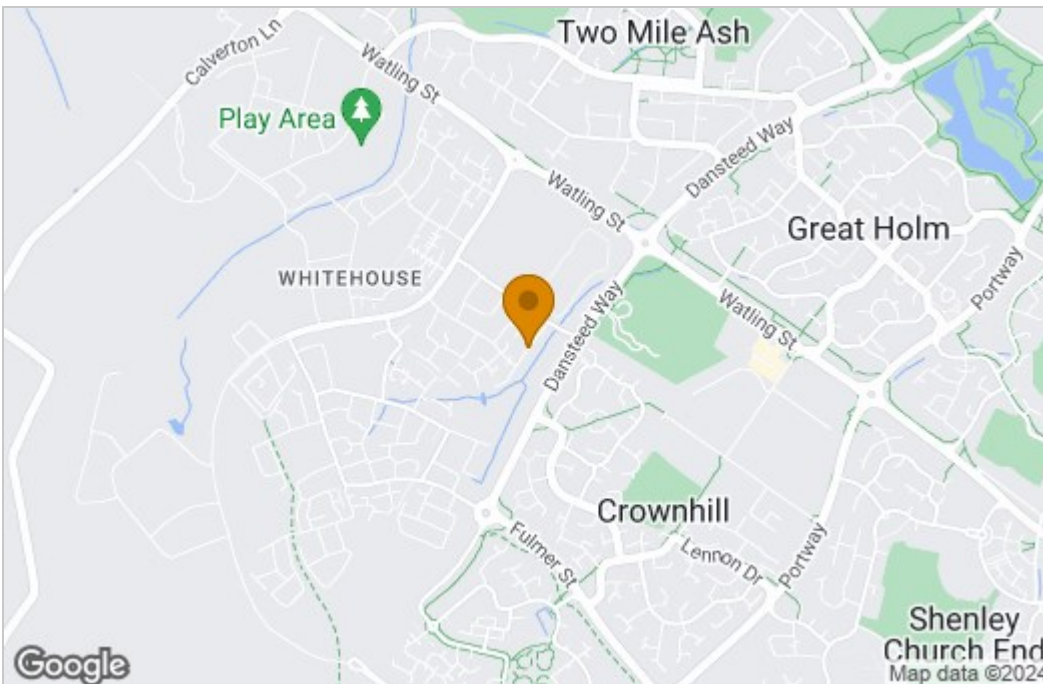 Two Mile Ash
Calverton Ln
Watling St
Play Area
Dansteed Way
Watling St
Great Holm
WHITEHOUSE
Portway
Dansteed Way
Watling St
Crownhill
Fulmer St
Lennon Dr
Portway
Shenley
Church End
Google
Map data ©2024